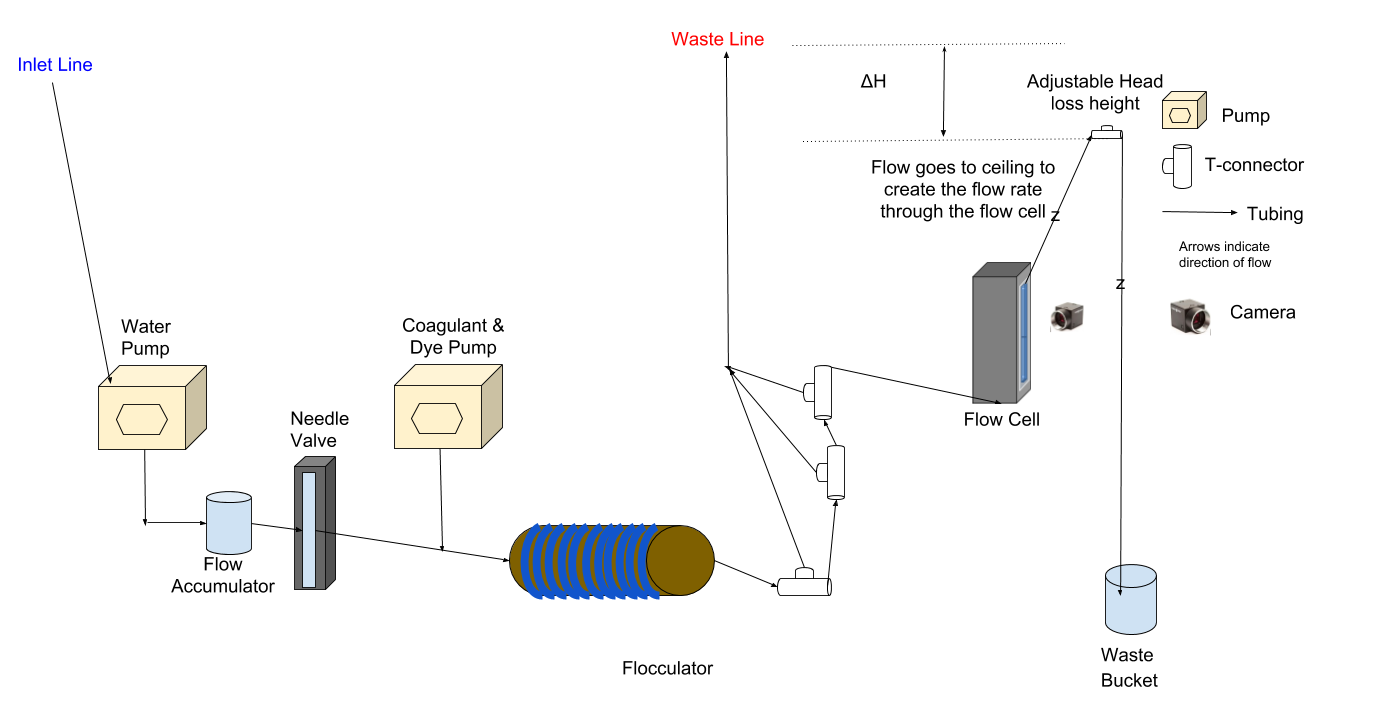 Waste Line
Inlet Line
ΔH
Adjustable Head
loss height
Pump
Flow goes to ceiling to
create the flow rate
through the flow cell
z
T-connector
Tubing
Arrows indicate
direction of flow
z
Camera
Water
Pump
Coagulant &
Dye Pump
Needle
Valve
Flow Cell
Flow
Accumulator
Flocculator
Waste
Bucket